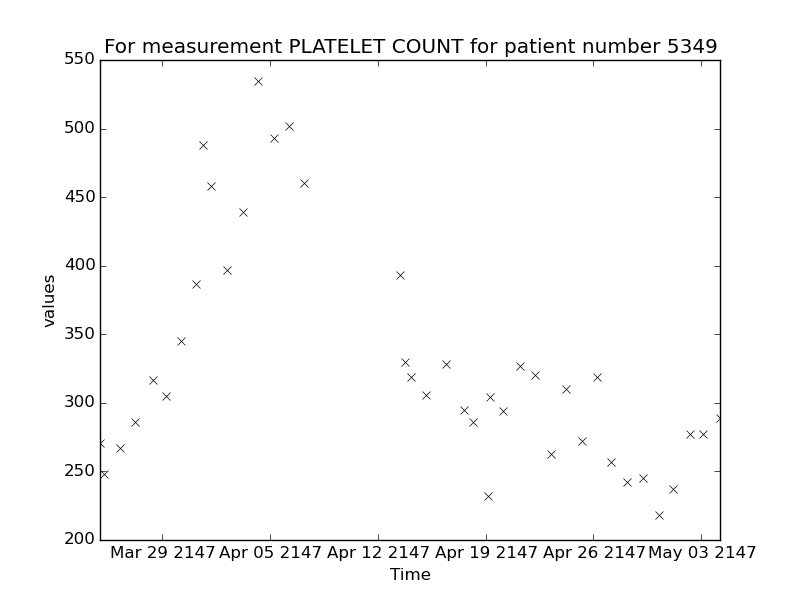 For measurement PLATELET COUNT for patient number 5349
550
500
450
400
350
300
250
200
values
Mar 29 2147 Apr 05 2147 Apr 12 2147 Apr 19 2147 Apr 26 2147 May 03 2147
Time